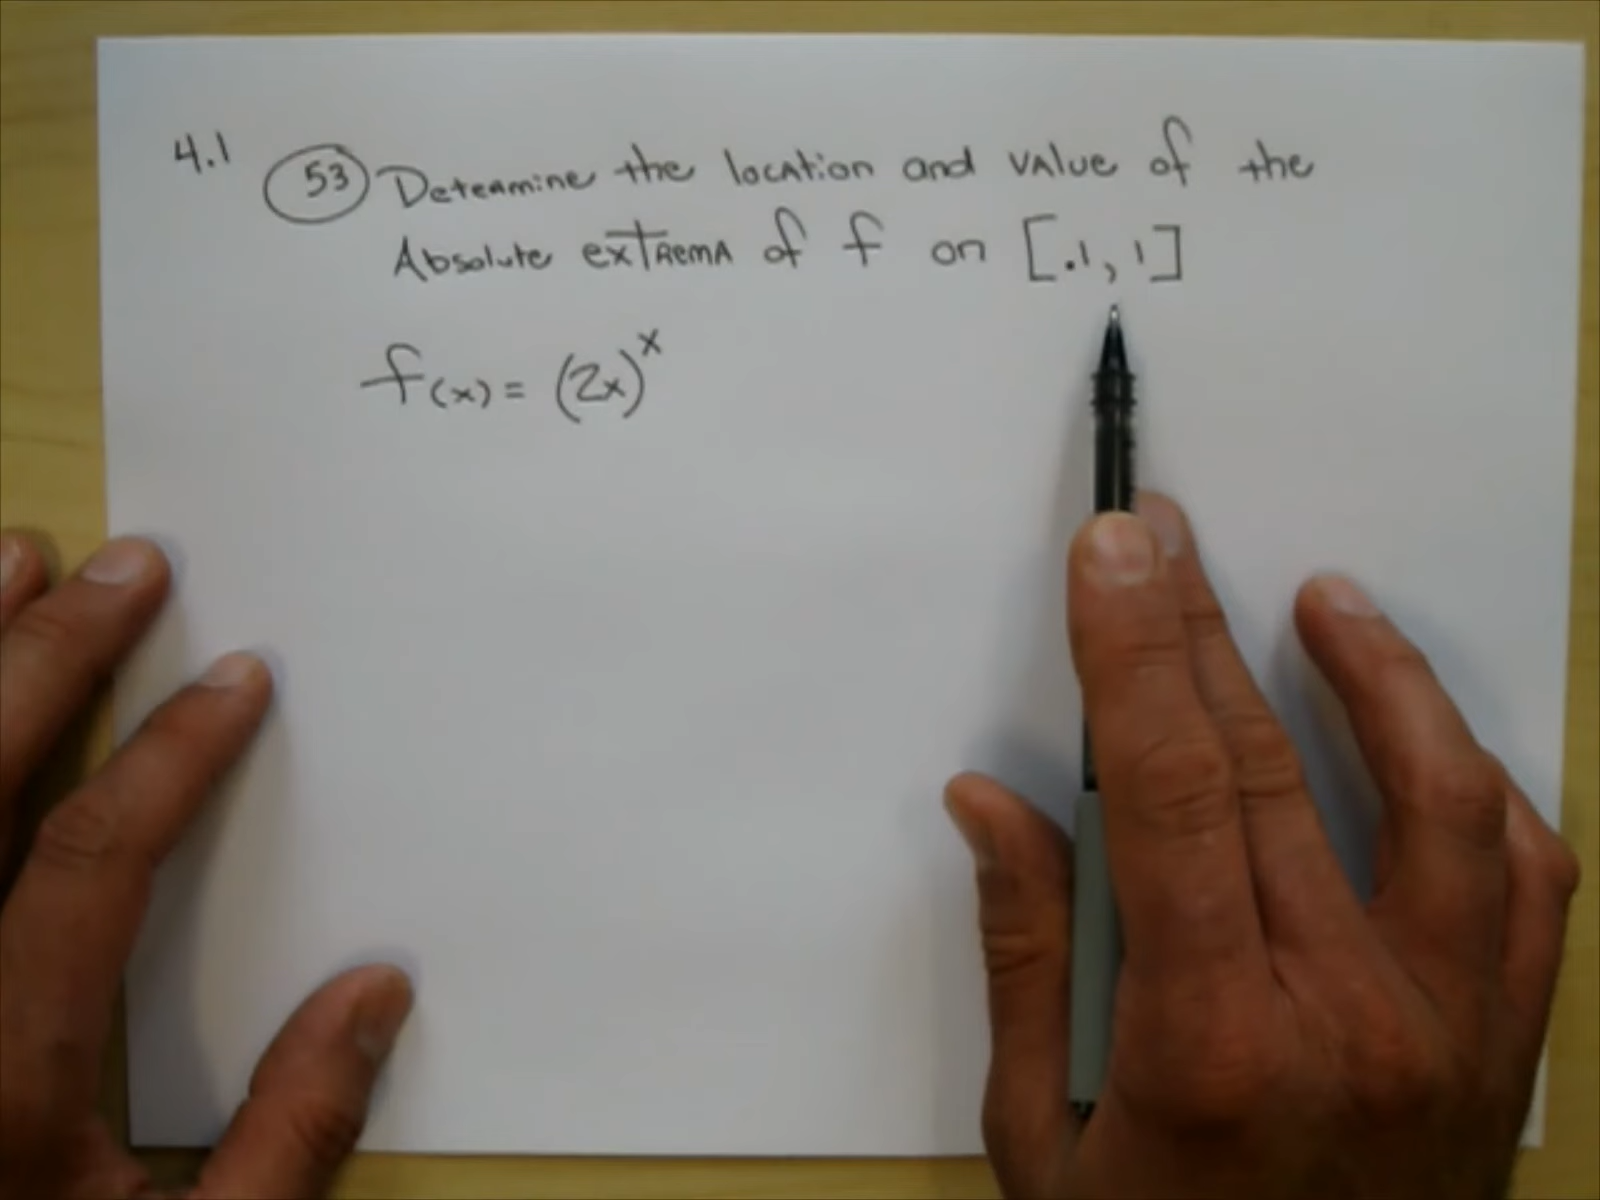 4.1
53 Determine the location and value of the
Absolute extrema of f on [.1, 1]
f(x) = (2x)^x